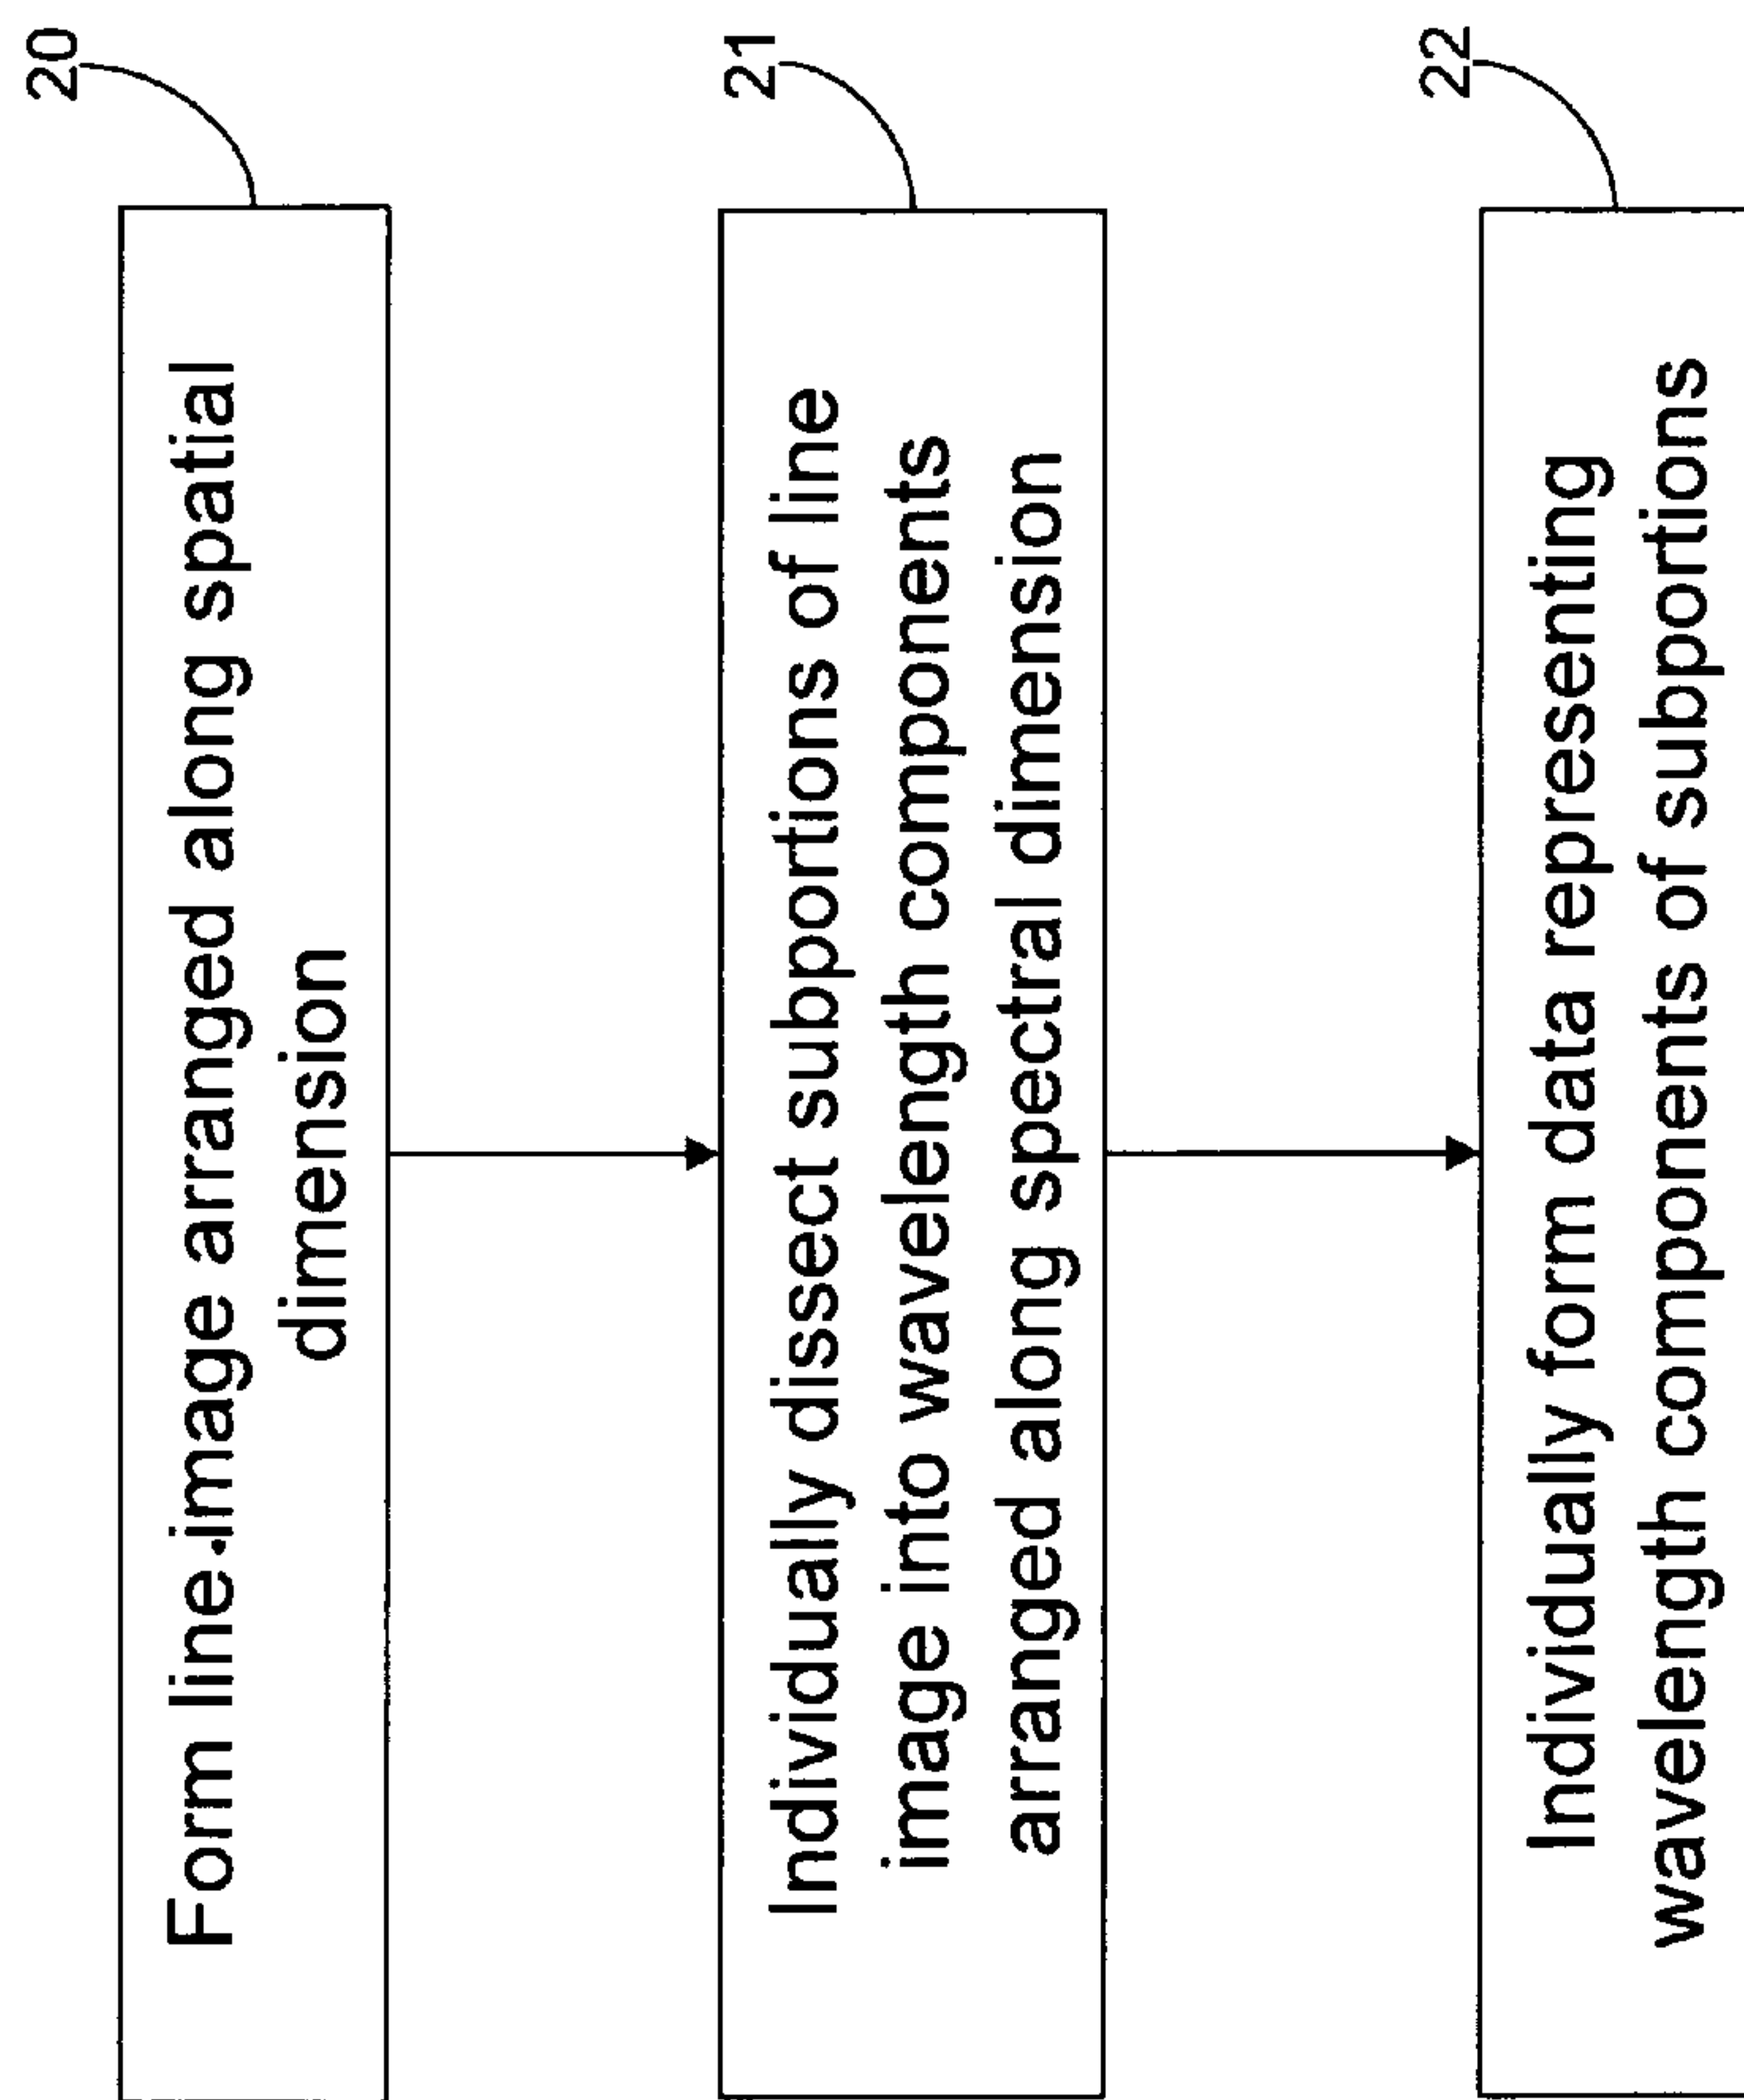 20
Form line image arranged along spatial
dimension
21
Individually dissect subportions of line
image into wavelength components
arranged along spectral dimension
22
Individually form data representing
wavelength components of subportions